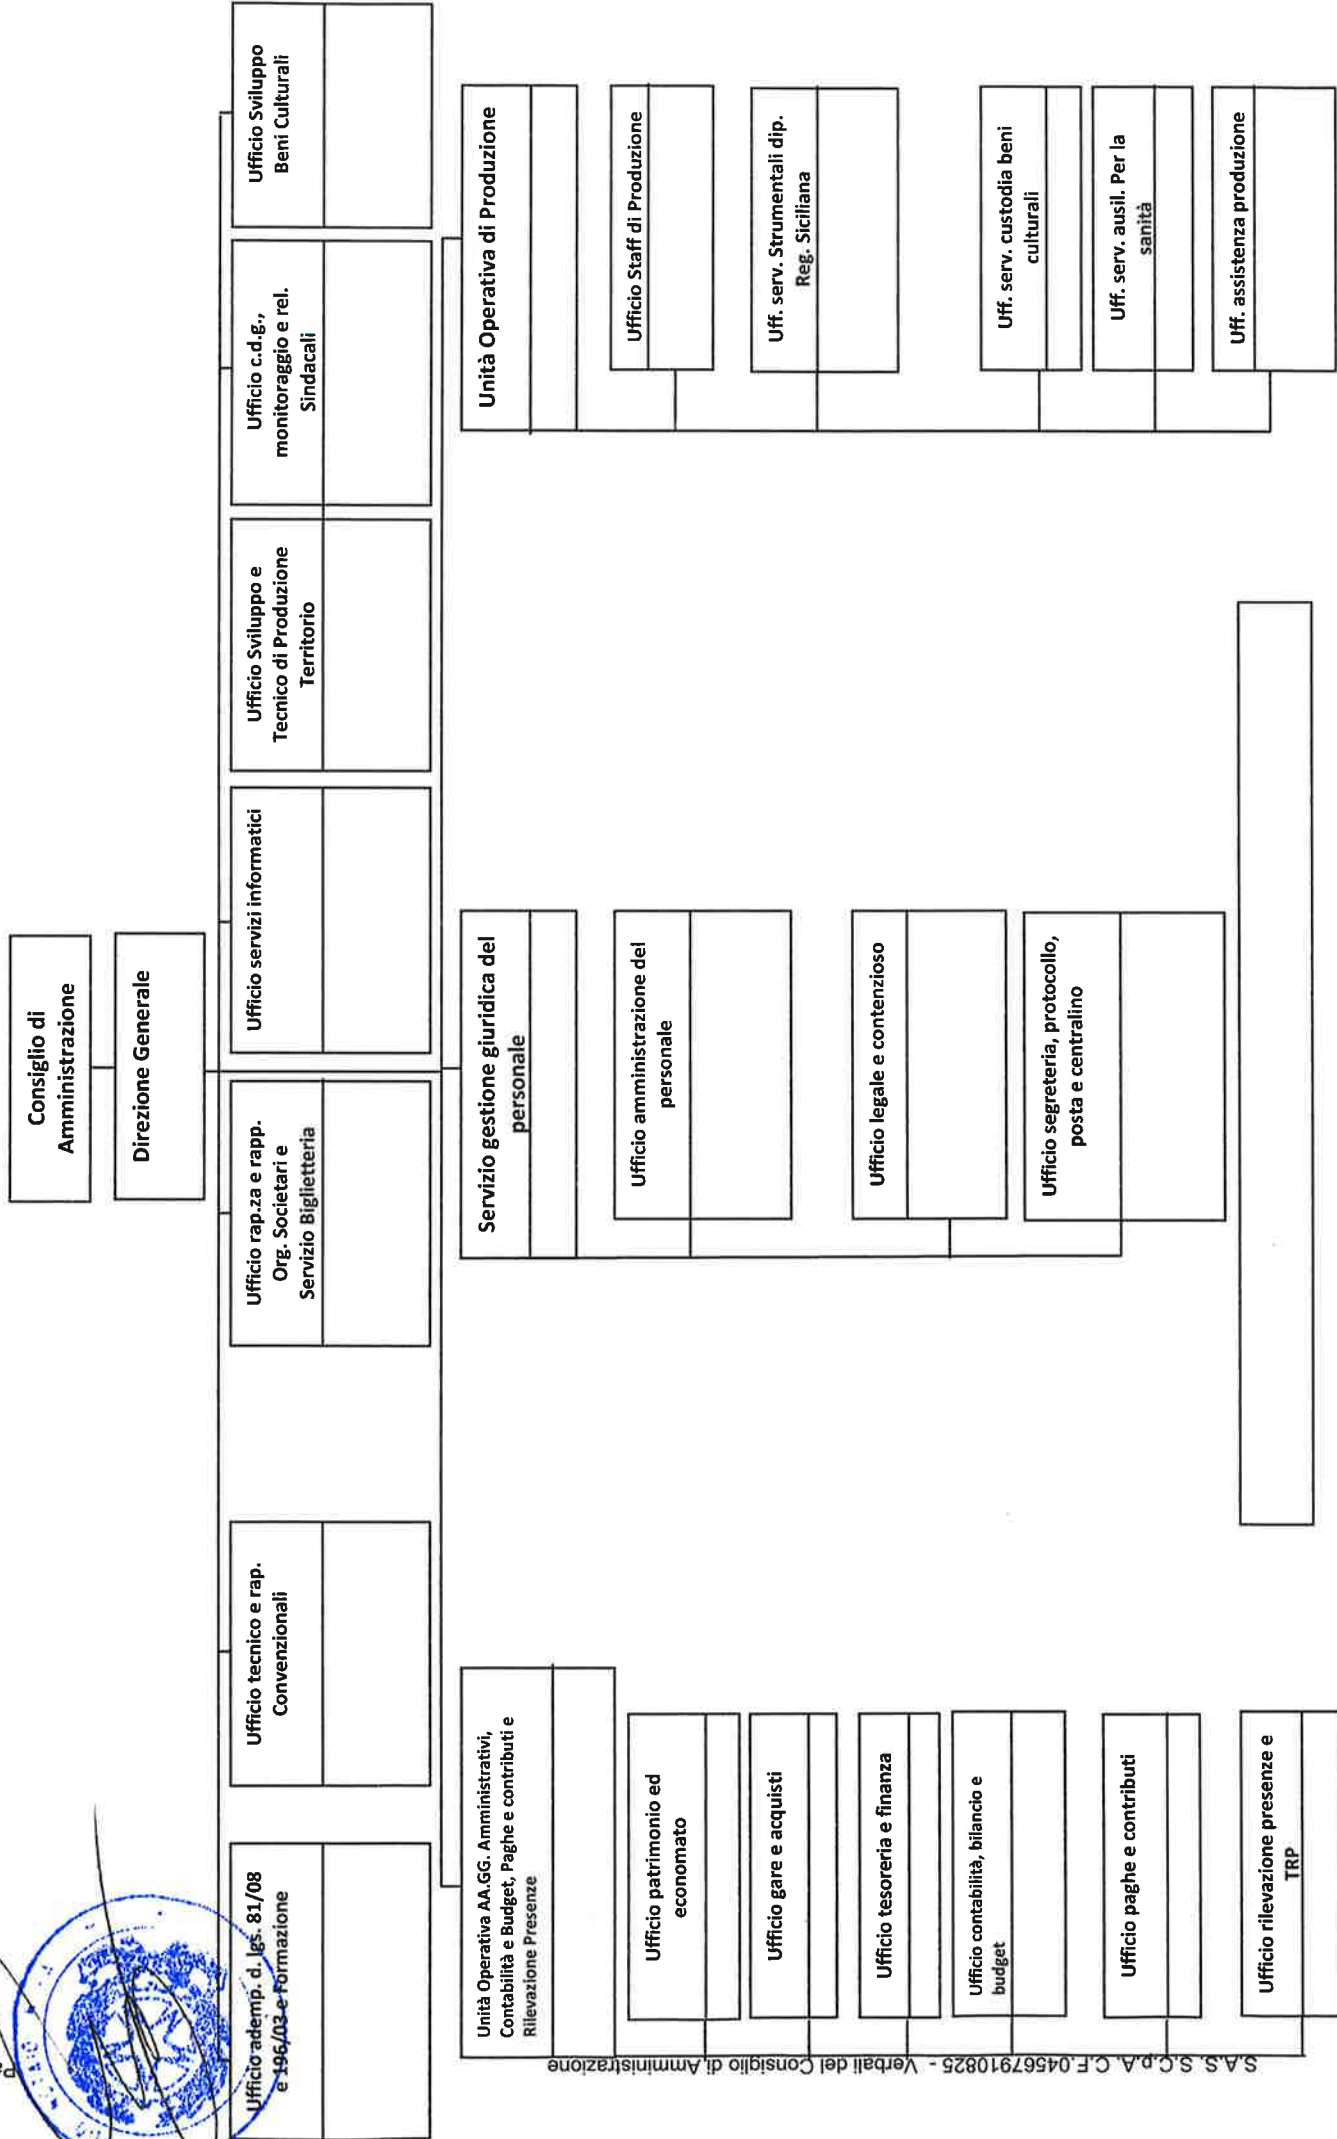 Consiglio di
Amministrazione
Direzione Generale
Ufficio ademp. d. lgs. 81/08
e 196/03 e Formazione
Ufficio tecnico e rap.
Convenzionali
Ufficio rap.za e rapp.
Org. Societari e
Servizio Biglietteria
Ufficio servizi informatici
Ufficio Sviluppo e
Tecnico di Produzione
Territorio
Ufficio c.d.g.,
monitoraggio e rel.
Sindacali
Ufficio Sviluppo
Beni Culturali
Unità Operativa AA.GG. Amministrativi,
Contabilità e Budget, Paghe e contributi e
Rilevazione Presenze
Ufficio patrimonio ed
economato
Ufficio gare e acquisti
Ufficio tesoreria e finanza
Ufficio contabilità, bilancio e
budget
Ufficio paghe e contributi
Ufficio rilevazione presenze e
TRP
Servizio gestione giuridica del
personale
Ufficio amministrazione del
personale
Ufficio legale e contenzioso
Ufficio segreteria, protocollo,
posta e centralino
Unità Operativa di Produzione
Ufficio Staff di Produzione
Uff. serv. Strumentali dip.
Reg. Siciliana
Uff. serv. custodia beni
culturali
Uff. serv. ausil. Per la
sanità
Uff. assistenza produzione
S.A.S. S.C.p.A. C.F.04567910825 - Verbali del Consiglio di Amministrazione